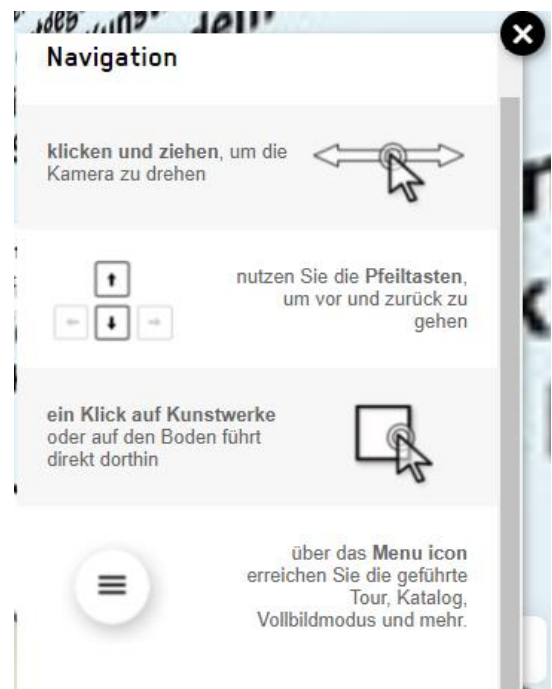 Navigation
klicken und ziehen, um die
Kamera zu drehen
nutzen Sie die Pfeiltasten,
um vor und zurück zu
gehen
ein Klick auf Kunstwerke
oder auf den Boden führt
direkt dorthin
über das Menu icon
erreichen Sie die geführte
Tour, Katalog,
Vollbildmodus und mehr.